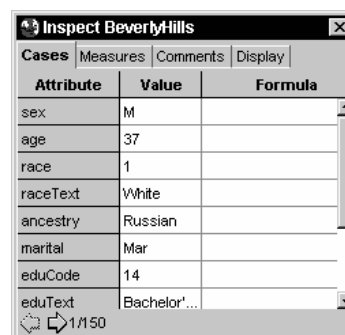 Inspect BeverlyHills
Cases Measures Comments Display
Attribute Value Formula
sex M
age 37
race 1
raceText White
ancestry Russian
marital Mar
eduCode 14
eduText Bachelor'...
1/150